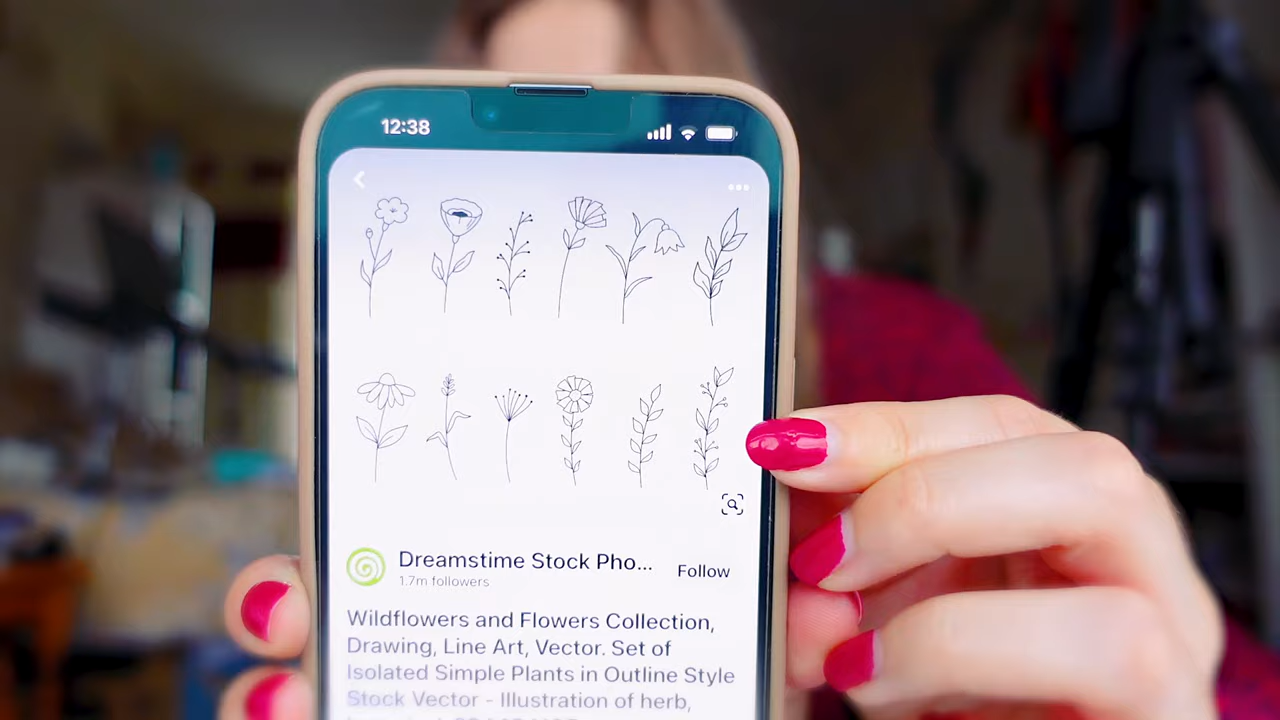 12:38
Dreamstime Stock Pho...
Follow
1.7m followers
Wildflowers and Flowers Collection,
Drawing, Line Art, Vector. Set of
Isolated Simple Plants in Outline Style
Stock Vector - Illustration of herb,